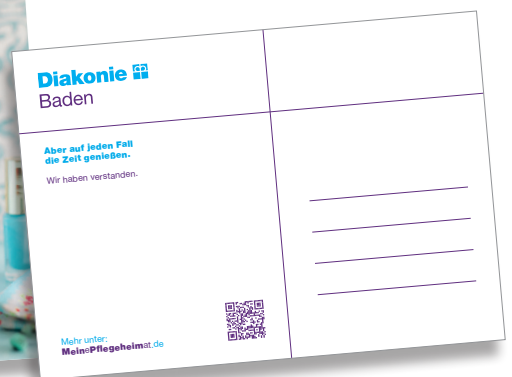 Diakonie
Baden
Aber auf jeden Fall
die Zeit genießen.
Wir haben verstanden.
Mehr unter:
MeinePflegeheimat.de